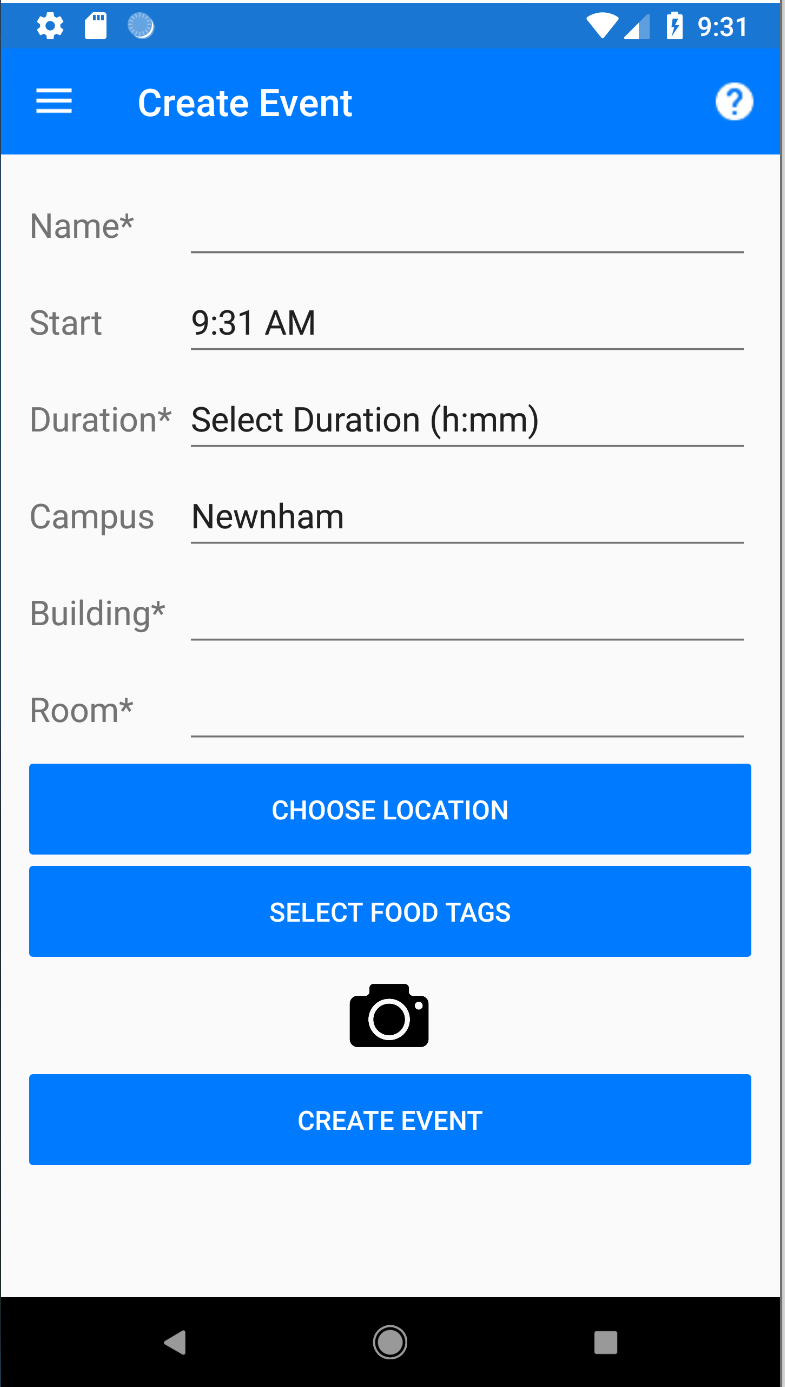 9:31
Create Event
?
Name*
Start 9:31 AM
Duration* Select Duration (h:mm)
Campus Newnham
Building*
Room*
CHOOSE LOCATION
SELECT FOOD TAGS
CREATE EVENT